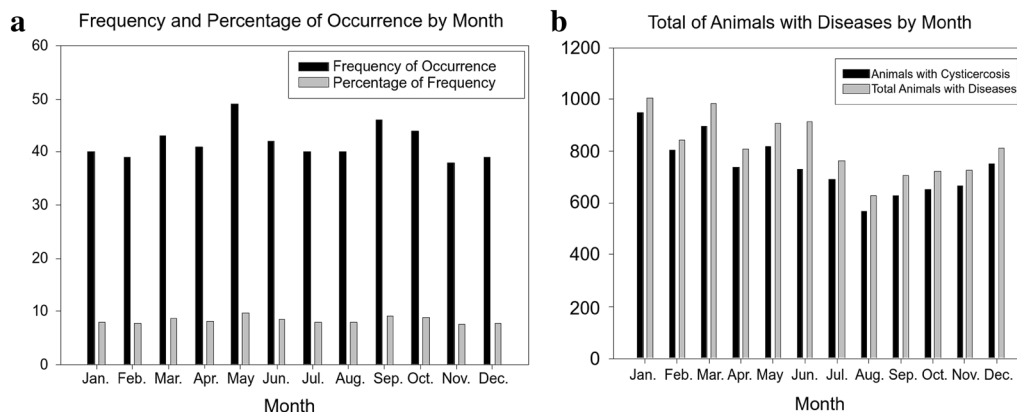 a
Frequency and Percentage of Occurrence by Month
60
50
40
30
20
10
0
Frequency of Occurrence
Percentage of Frequency
Jan. Feb. Mar. Apr. May Jun. Jul. Aug. Sep. Oct. Nov. Dec.
Month
b
Total of Animals with Diseases by Month
1200
1000
800
600
400
200
0
Animals with Cysticercosis
Total Animals with Diseases
Jan. Feb. Mar. Apr. May Jun. Jul. Aug. Sep. Oct. Nov. Dec.
Month